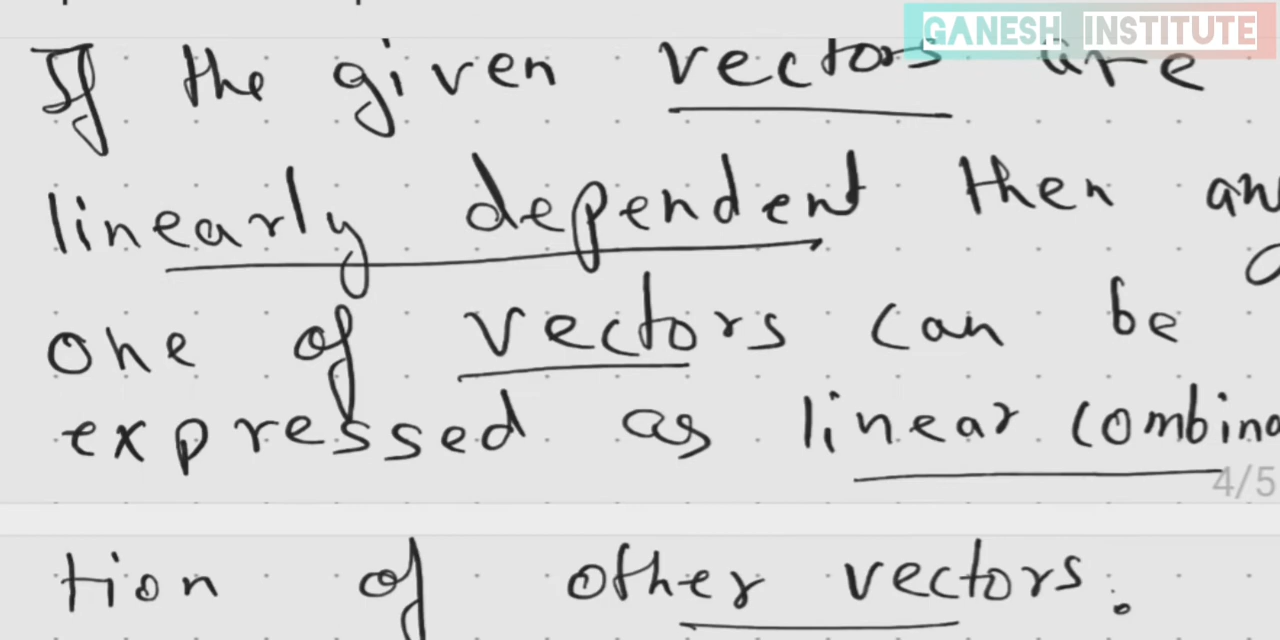 GANESH INSTITUTE
If the given vectors are
linearly dependent then any
one of vectors can be
expressed as linear combina
4/5
tion of other vectors.